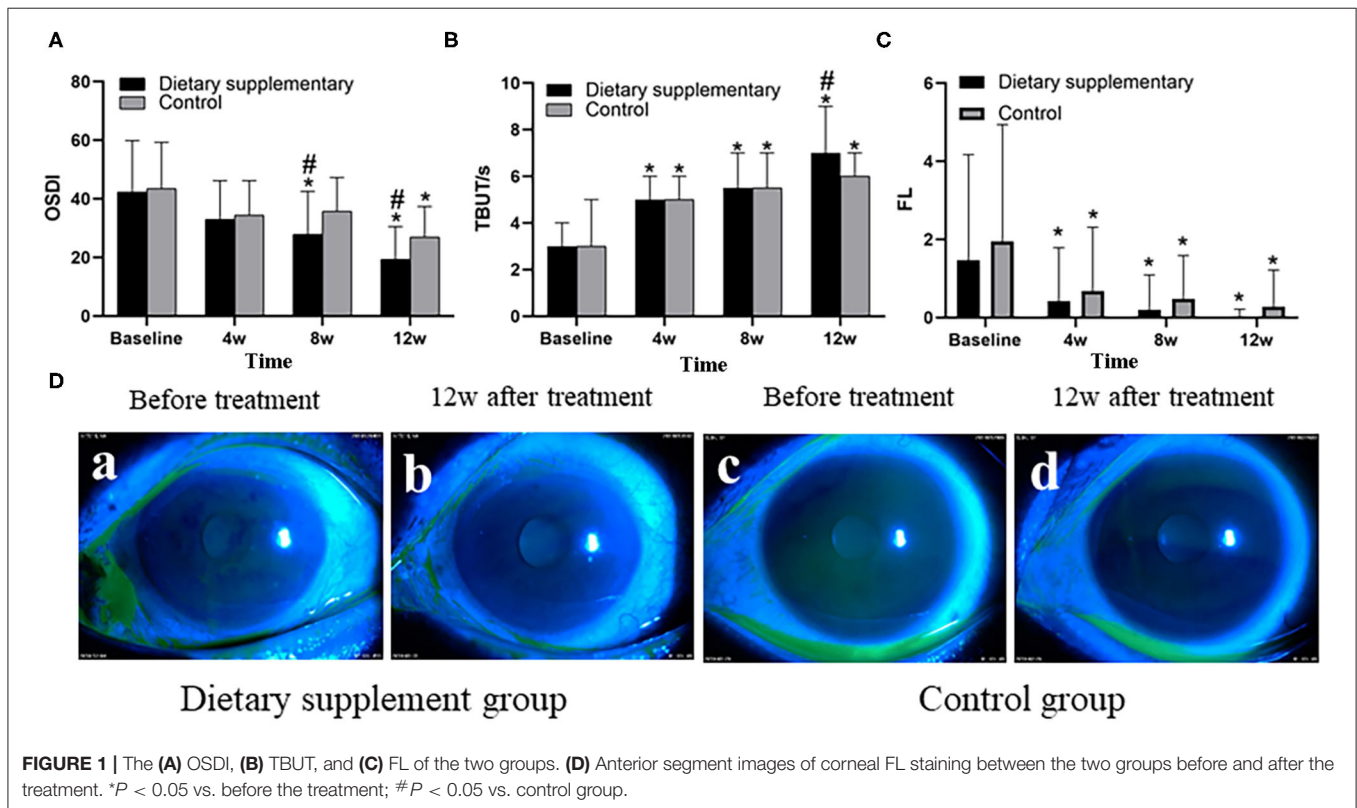 A
OSDI
80
60
40
20
0
Dietary supplementary
Control
#
*
#
*
*
Baseline 4w 8w 12w
Time
B
TBUT/s
10
8
6
4
2
0
Dietary supplementary
Control
*
*
*
*
#
*
*
Baseline 4w 8w 12w
Time
C
FL
6
4
2
0
Dietary supplementary
Control
*
*
*
*
*
*
Baseline 4w 8w 12w
Time
D
Before treatment 12w after treatment Before treatment 12w after treatment
a b c d
Dietary supplement group Control group
FIGURE 1 | The (A) OSDI, (B) TBUT, and (C) FL of the two groups. (D) Anterior segment images of corneal FL staining between the two groups before and after the
treatment. *P < 0.05 vs. before the treatment; #P < 0.05 vs. control group.